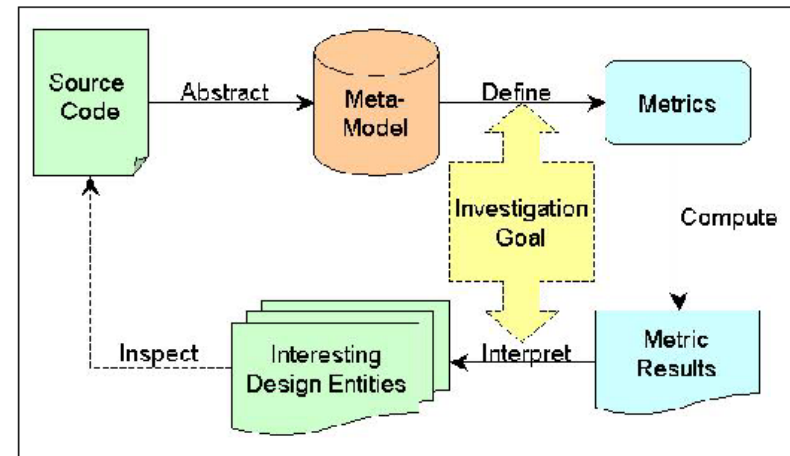 Source
Code
Abstract
Meta-
Model
Define
Metrics
Investigation
Goal
Compute
Inspect
Interesting
Design Entities
Interpret
Metric
Results